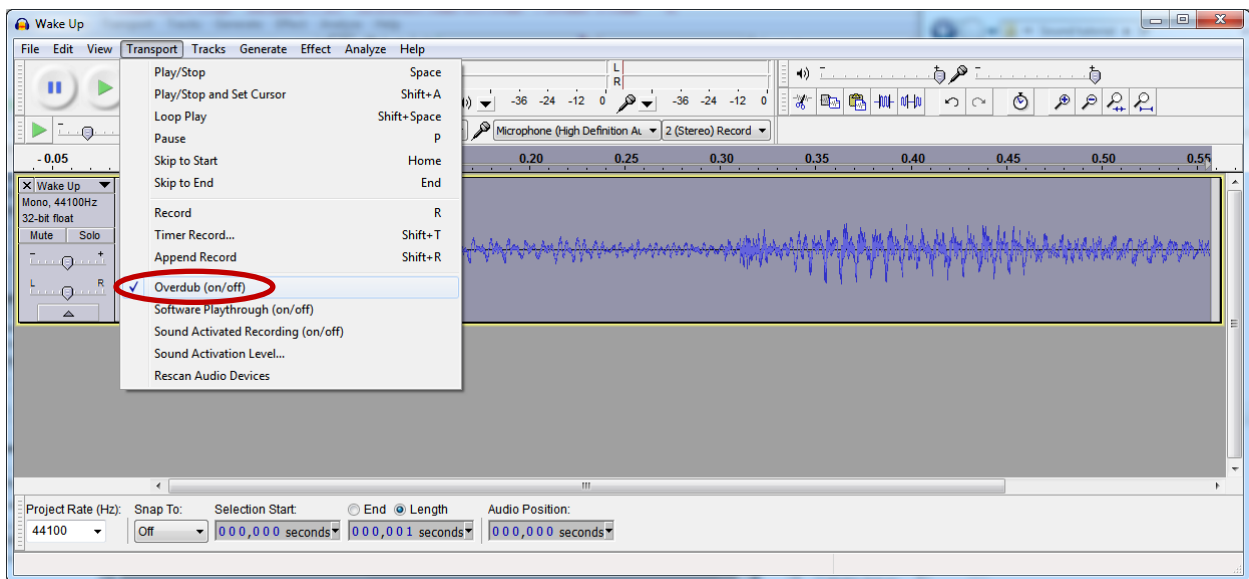 Wake Up
File Edit View Transport Tracks Generate Effect Analyze Help
Play/Stop Space
Play/Stop and Set Cursor Shift+A
Loop Play Shift+Space
Pause P
Skip to Start Home
Skip to End End
Record R
Timer Record... Shift+T
Append Record Shift+R
✓ Overdub (on/off)
Software Playthrough (on/off)
Sound Activated Recording (on/off)
Sound Activation Level...
Rescan Audio Devices
L
R
-36 -24 -12 0 -36 -24 -12 0
Microphone (High Definition Au 2 (Stereo) Record
- 0.05 0.20 0.25 0.30 0.35 0.40 0.45 0.50 0.55
X Wake Up
Mono, 44100Hz
32-bit float
Mute Solo
- +
L R
Project Rate (Hz): Snap To: Selection Start: End Length Audio Position:
44100 Off 000,000 seconds 000,001 seconds 000,000 seconds